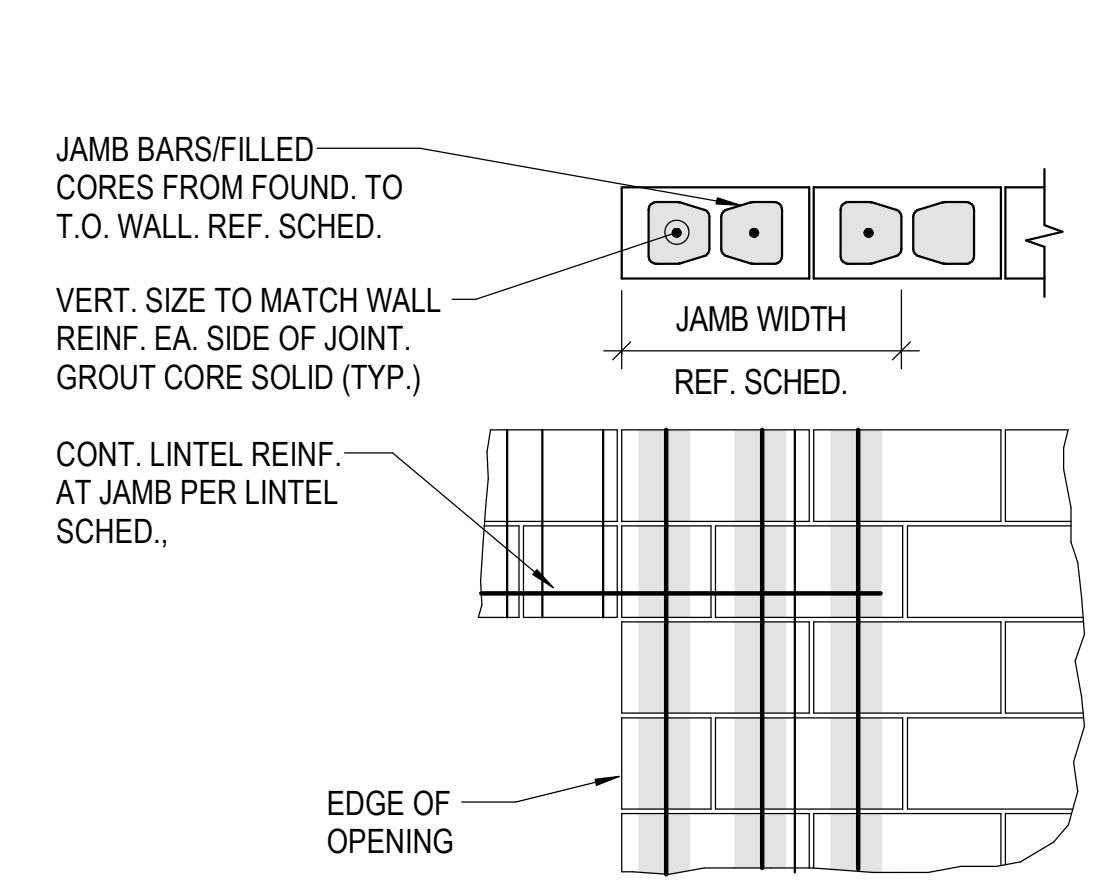 JAMB BARS/FILLED
CORES FROM FOUND. TO
T.O. WALL. REF. SCHED.
VERT. SIZE TO MATCH WALL
REINF. EA. SIDE OF JOINT.
GROUT CORE SOLID (TYP.)
JAMB WIDTH
REF. SCHED.
CONT. LINTEL REINF.
AT JAMB PER LINTEL
SCHED.,
EDGE OF
OPENING